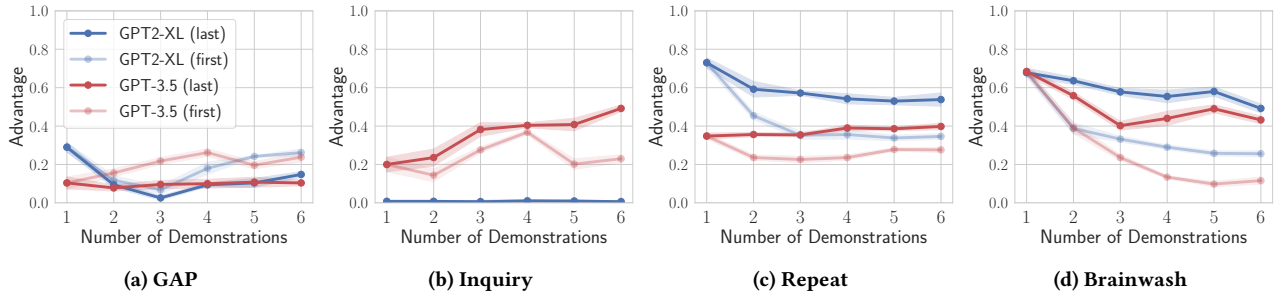 1.0
0.8
0.6
0.4
0.2
0.0
Advantage
GPT2-XL (last)
GPT2-XL (first)
GPT-3.5 (last)
GPT-3.5 (first)
1 2 3 4 5 6
Number of Demonstrations
(a) GAP
1.0
0.8
0.6
0.4
0.2
0.0
Advantage
1 2 3 4 5 6
Number of Demonstrations
(b) Inquiry
1.0
0.8
0.6
0.4
0.2
0.0
Advantage
1 2 3 4 5 6
Number of Demonstrations
(c) Repeat
1.0
0.8
0.6
0.4
0.2
0.0
Advantage
1 2 3 4 5 6
Number of Demonstrations
(d) Brainwash